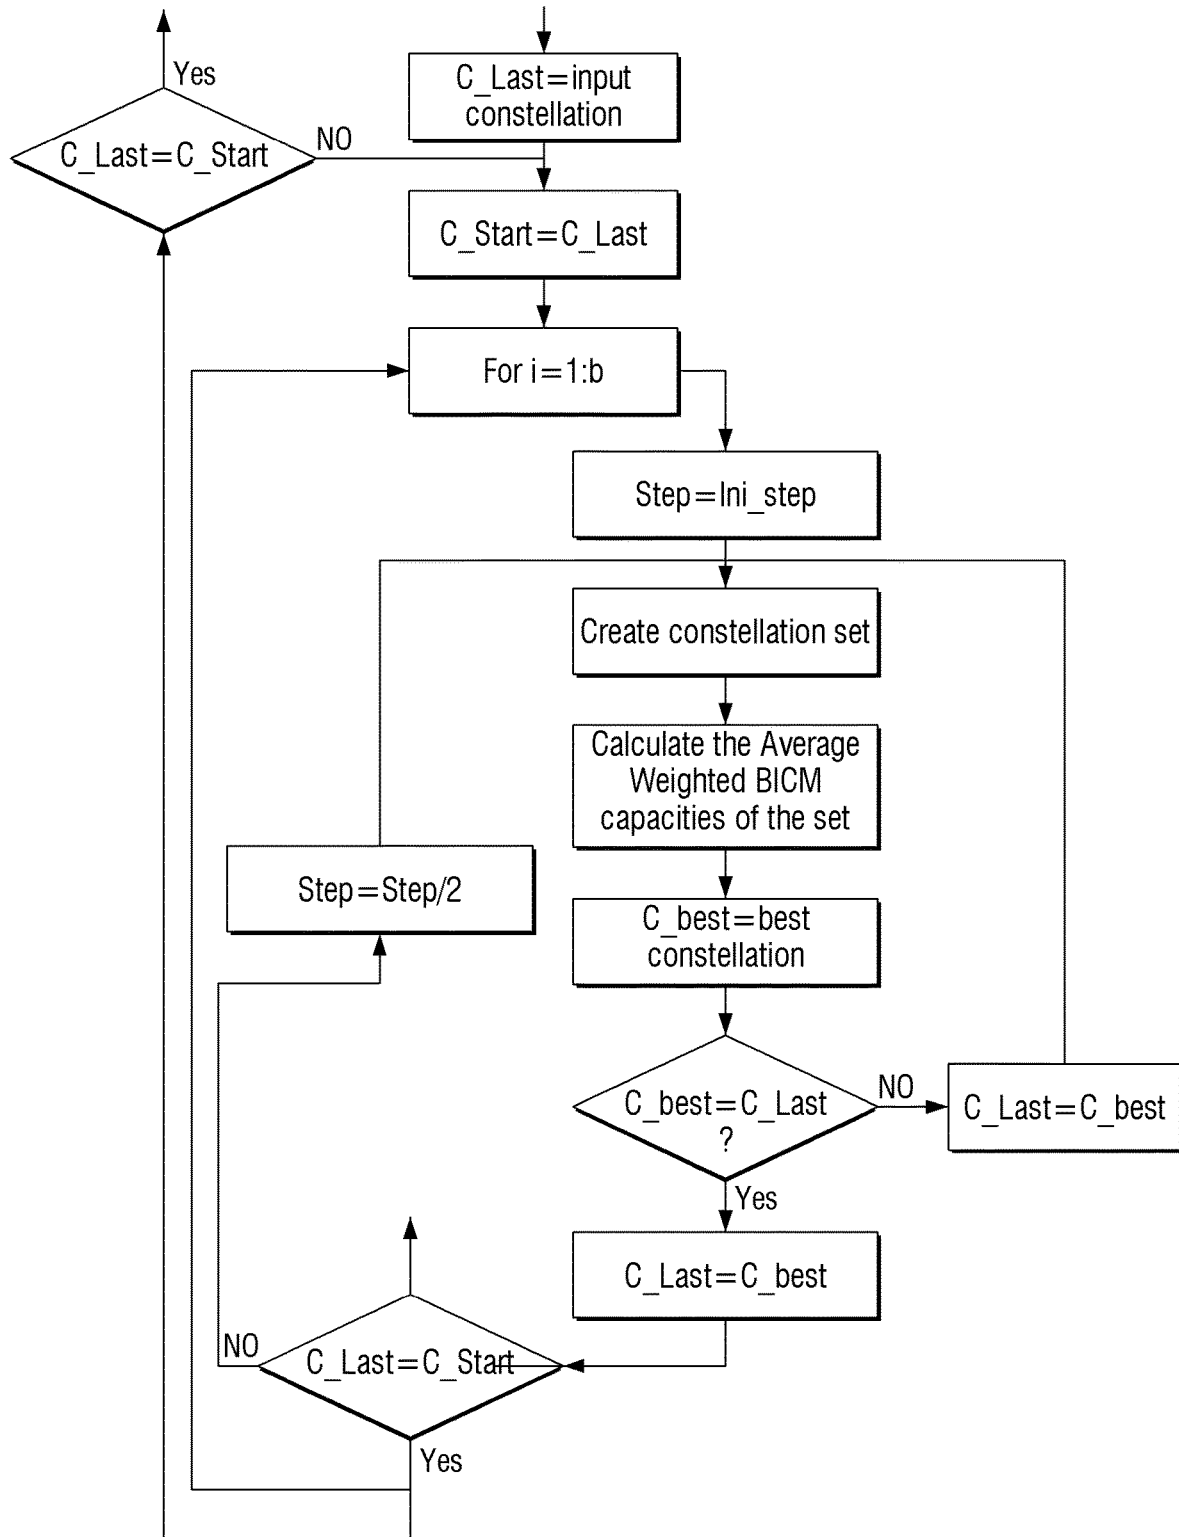 Yes
C_Last=input
constellation
C_Last=C_Start
NO
C_Start=C_Last
For i=1:b
Step=Ini_step
Create constellation set
Calculate the Average
Weighted BICM
capacities of the set
Step=Step/2
C_best=best
constellation
C_best=C_Last
?
NO
C_Last=C_best
Yes
C_Last=C_best
NO
C_Last=C_Start
Yes